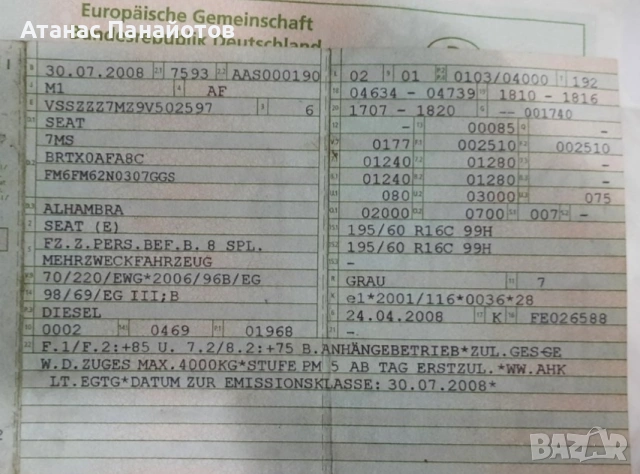 Europäische Gemeinschaft
Атанас Панайотов
Bundesrepublik Deutschland
30.07.2008 7593 AAS000190
M1 AF
VSSZZZ7MZ9V502597 6
SEAT
7MS
BRTX0AFA8C
FM6FM62N0307GGS
ALHAMBRA
SEAT (E)
FZ.Z.PERS.BEF.B. 8 SPL.
MEHRZWECKFAHRZEUG
70/220/EWG*2006/96B/EG
98/69/EG III;B
DIESEL
0002 0469 01968
02 01 0103/04000 192
04634 - 04739 1810 - 1816
1707 - 1820 -- 001740
- 00085 -
0177 002510 002510
01240 01280 -
01240 01280 -
080 03000 075
02000 0700 007 -
195/60 R16C 99H
195/60 R16C 99H
-
GRAU 7
e1*2001/116*0036*28
24.04.2008 K FE026588
-
F.1/F.2:+85 U. 7.2/8.2:+75 B.ANHÄNGEBETRIEB*ZUL.GES€E
W.D.ZUGES MAX.4000KG*STUFE PM 5 AB TAG ERSTZUL.*WW.AHK
LT.EGTG*DATUM ZUR EMISSIONSKLASSE: 30.07.2008*
BAZAR